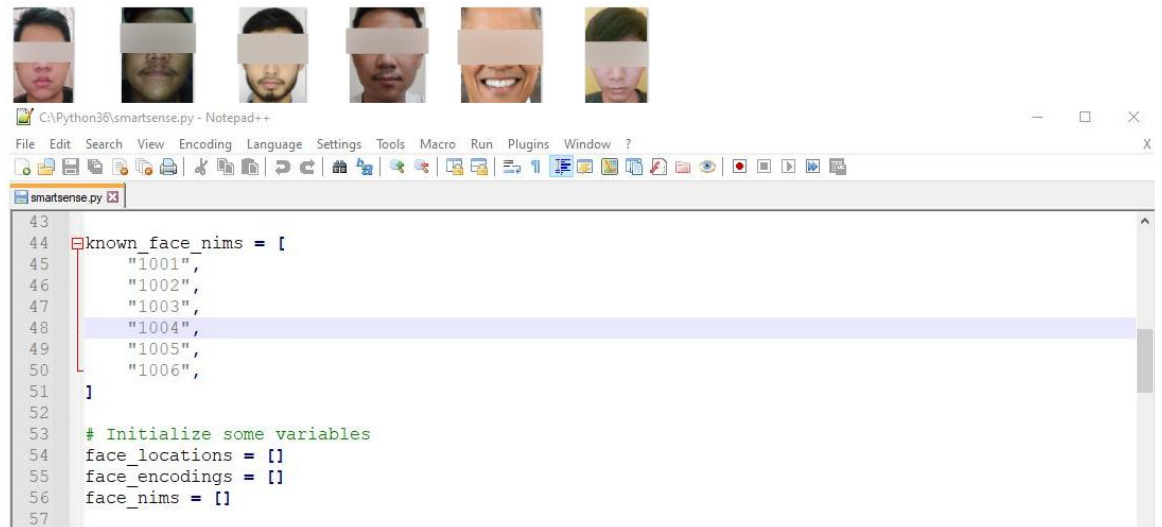 C:\Python36\smartsense.py - Notepad++
File Edit Search View Encoding Language Settings Tools Macro Run Plugins Window ? X
smartsense.py
43
44 known_face_nims = [
45 "1001",
46 "1002",
47 "1003",
48 "1004",
49 "1005",
50 "1006",
51 ]
52
53 # Initialize some variables
54 face_locations = []
55 face_encodings = []
56 face_nims = []
57